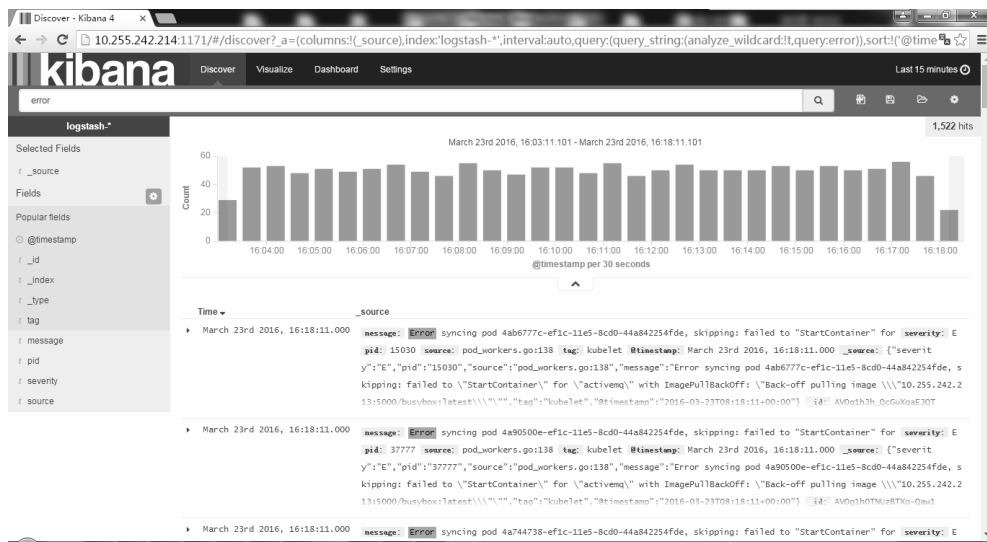 Discover - Kibana 4
10.255.242.214:1171/#/discover?_a=(columns:!(_source),index:'logstash-*',interval:auto,query:(query_string:(analyze_wildcard:!t,query:error)),sort:!('@time
kibana Discover Visualize Dashboard Settings Last 15 minutes
error
logstash-* 1,522 hits
Selected Fields
t _source
Fields
Popular fields
@timestamp
t _id
t _index
t _type
t tag
t message
t pid
t severity
t source
March 23rd 2016, 16:03:11.101 - March 23rd 2016, 16:18:11.101
Count
60
40
20
0
16:04:00 16:05:00 16:06:00 16:07:00 16:08:00 16:09:00 16:10:00 16:11:00 16:12:00 16:13:00 16:14:00 16:15:00 16:16:00 16:17:00 16:18:00
@timestamp per 30 seconds
Time _source
March 23rd 2016, 16:18:11.000 message: Error syncing pod 4ab6777c-ef1c-11e5-8cd0-44a842254fde, skipping: failed to "StartContainer" for severity: E
pid: 15030 source: pod_workers.go:138 tag: kubelet @timestamp: March 23rd 2016, 16:18:11.000 _source: {"severit
y":"E","pid":"15030","source":"pod_workers.go:138","message":"Error syncing pod 4ab6777c-ef1c-11e5-8cd0-44a842254fde, s
kipping: failed to \"StartContainer\" for \"activemq\" with ImagePullBackOff: \"Back-off pulling image \\\"10.255.242.2
13:5000/busybox:latest\\\"\"","tag":"kubelet","@timestamp":"2016-03-23T08:18:11+00:00"} _id: AVOg1hJh_QcGuXqaEJQT
March 23rd 2016, 16:18:11.000 message: Error syncing pod 4a90500e-ef1c-11e5-8cd0-44a842254fde, skipping: failed to "StartContainer" for severity: E
pid: 37777 source: pod_workers.go:138 tag: kubelet @timestamp: March 23rd 2016, 16:18:11.000 _source: {"severit
y":"E","pid":"37777","source":"pod_workers.go:138","message":"Error syncing pod 4a90500e-ef1c-11e5-8cd0-44a842254fde, s
kipping: failed to \"StartContainer\" for \"activemq\" with ImagePullBackOff: \"Back-off pulling image \\\"10.255.242.2
13:5000/busybox:latest\\\"\"","tag":"kubelet","@timestamp":"2016-03-23T08:18:11+00:00"} _id: AVOg1h0TNUzBTXo-Qaw1
March 23rd 2016, 16:18:11.000 message: Error syncing pod 4a744738-ef1c-11e5-8cd0-44a842254fde, skipping: failed to "StartContainer" for severity: E